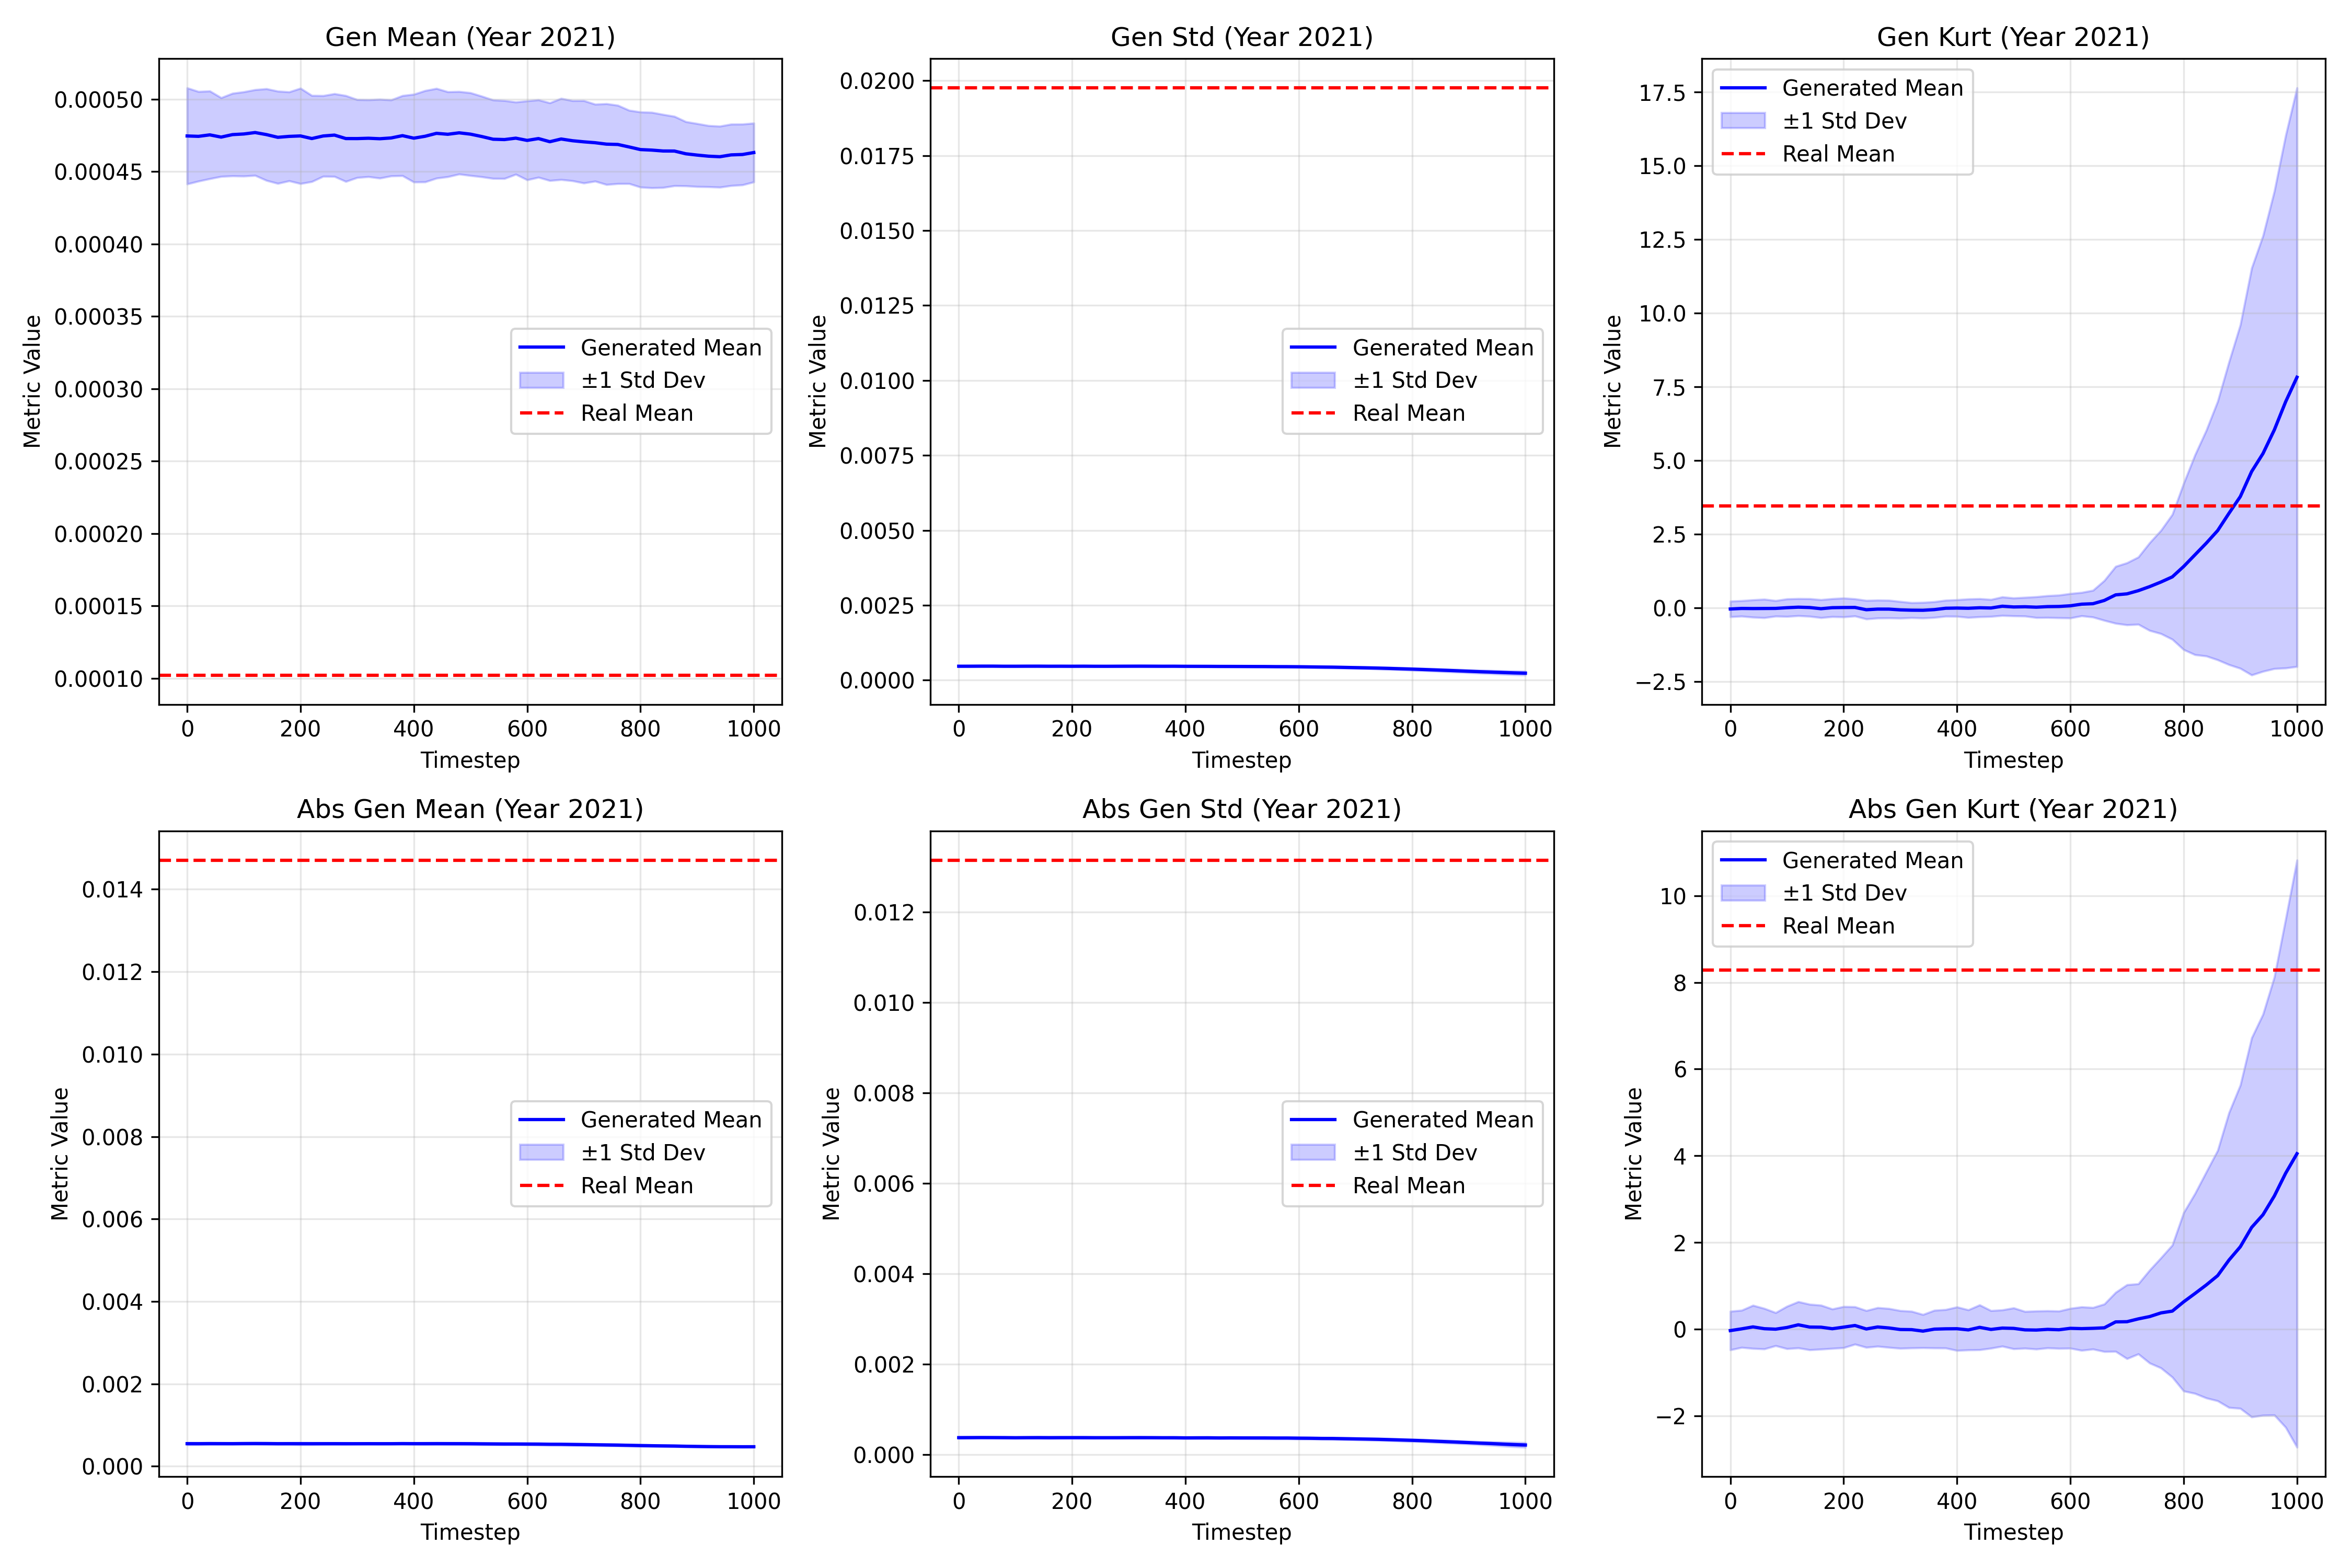 Gen Mean (Year 2021)
Metric Value
0.00050
0.00045
0.00040
0.00035
0.00030
0.00025
0.00020
0.00015
0.00010
Generated Mean
±1 Std Dev
Real Mean
0 200 400 600 800 1000
Timestep
Gen Std (Year 2021)
Metric Value
0.0200
0.0175
0.0150
0.0125
0.0100
0.0075
0.0050
0.0025
0.0000
Generated Mean
±1 Std Dev
Real Mean
0 200 400 600 800 1000
Timestep
Gen Kurt (Year 2021)
Metric Value
17.5
15.0
12.5
10.0
7.5
5.0
2.5
0.0
−2.5
Generated Mean
±1 Std Dev
Real Mean
0 200 400 600 800 1000
Timestep
Abs Gen Mean (Year 2021)
Metric Value
0.014
0.012
0.010
0.008
0.006
0.004
0.002
0.000
Generated Mean
±1 Std Dev
Real Mean
0 200 400 600 800 1000
Timestep
Abs Gen Std (Year 2021)
Metric Value
0.012
0.010
0.008
0.006
0.004
0.002
0.000
Generated Mean
±1 Std Dev
Real Mean
0 200 400 600 800 1000
Timestep
Abs Gen Kurt (Year 2021)
Metric Value
10
8
6
4
2
0
−2
Generated Mean
±1 Std Dev
Real Mean
0 200 400 600 800 1000
Timestep